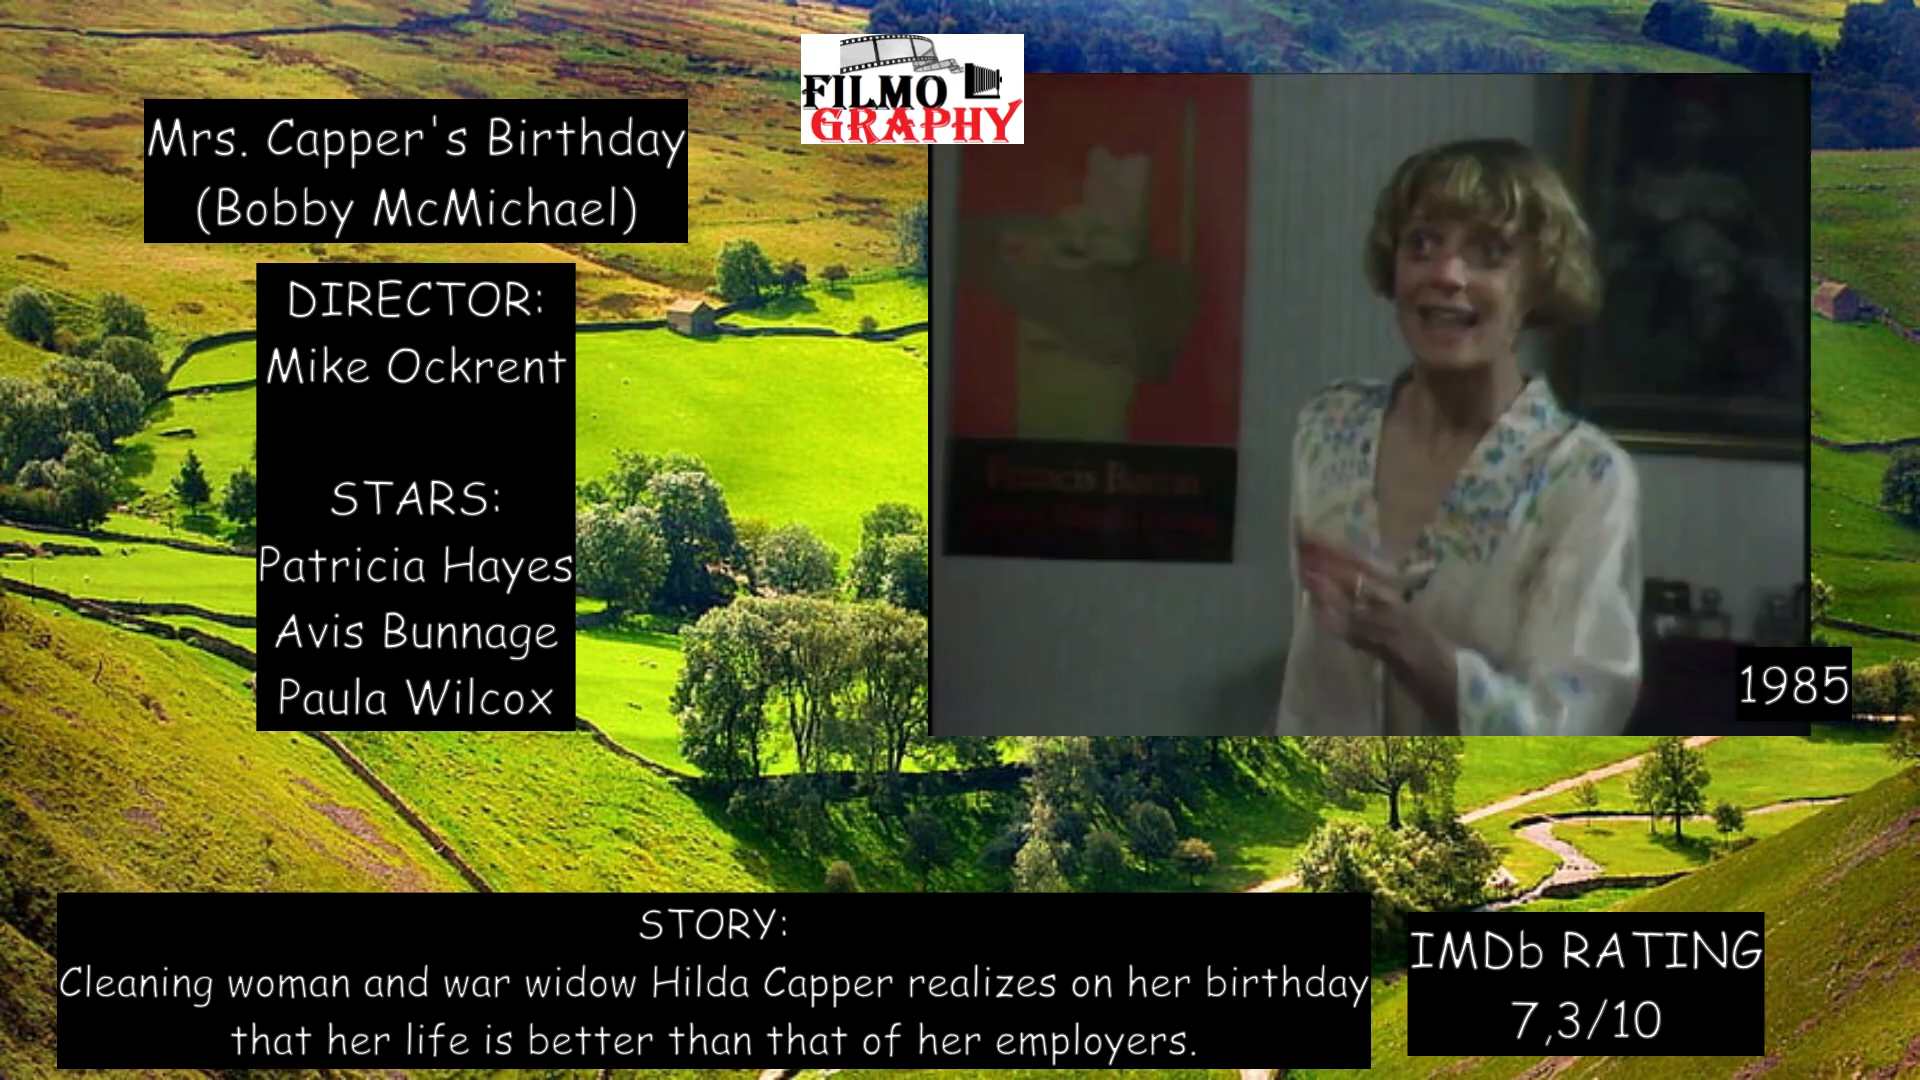 FILMO
GRAPHY
Mrs. Capper's Birthday
(Bobby McMichael)
DIRECTOR:
Mike Ockrent
STARS:
Patricia Hayes
Avis Bunnage
Paula Wilcox
Francis Bacon
1985
STORY:
Cleaning woman and war widow Hilda Capper realizes on her birthday
that her life is better than that of her employers.
IMDb RATING
7,3/10